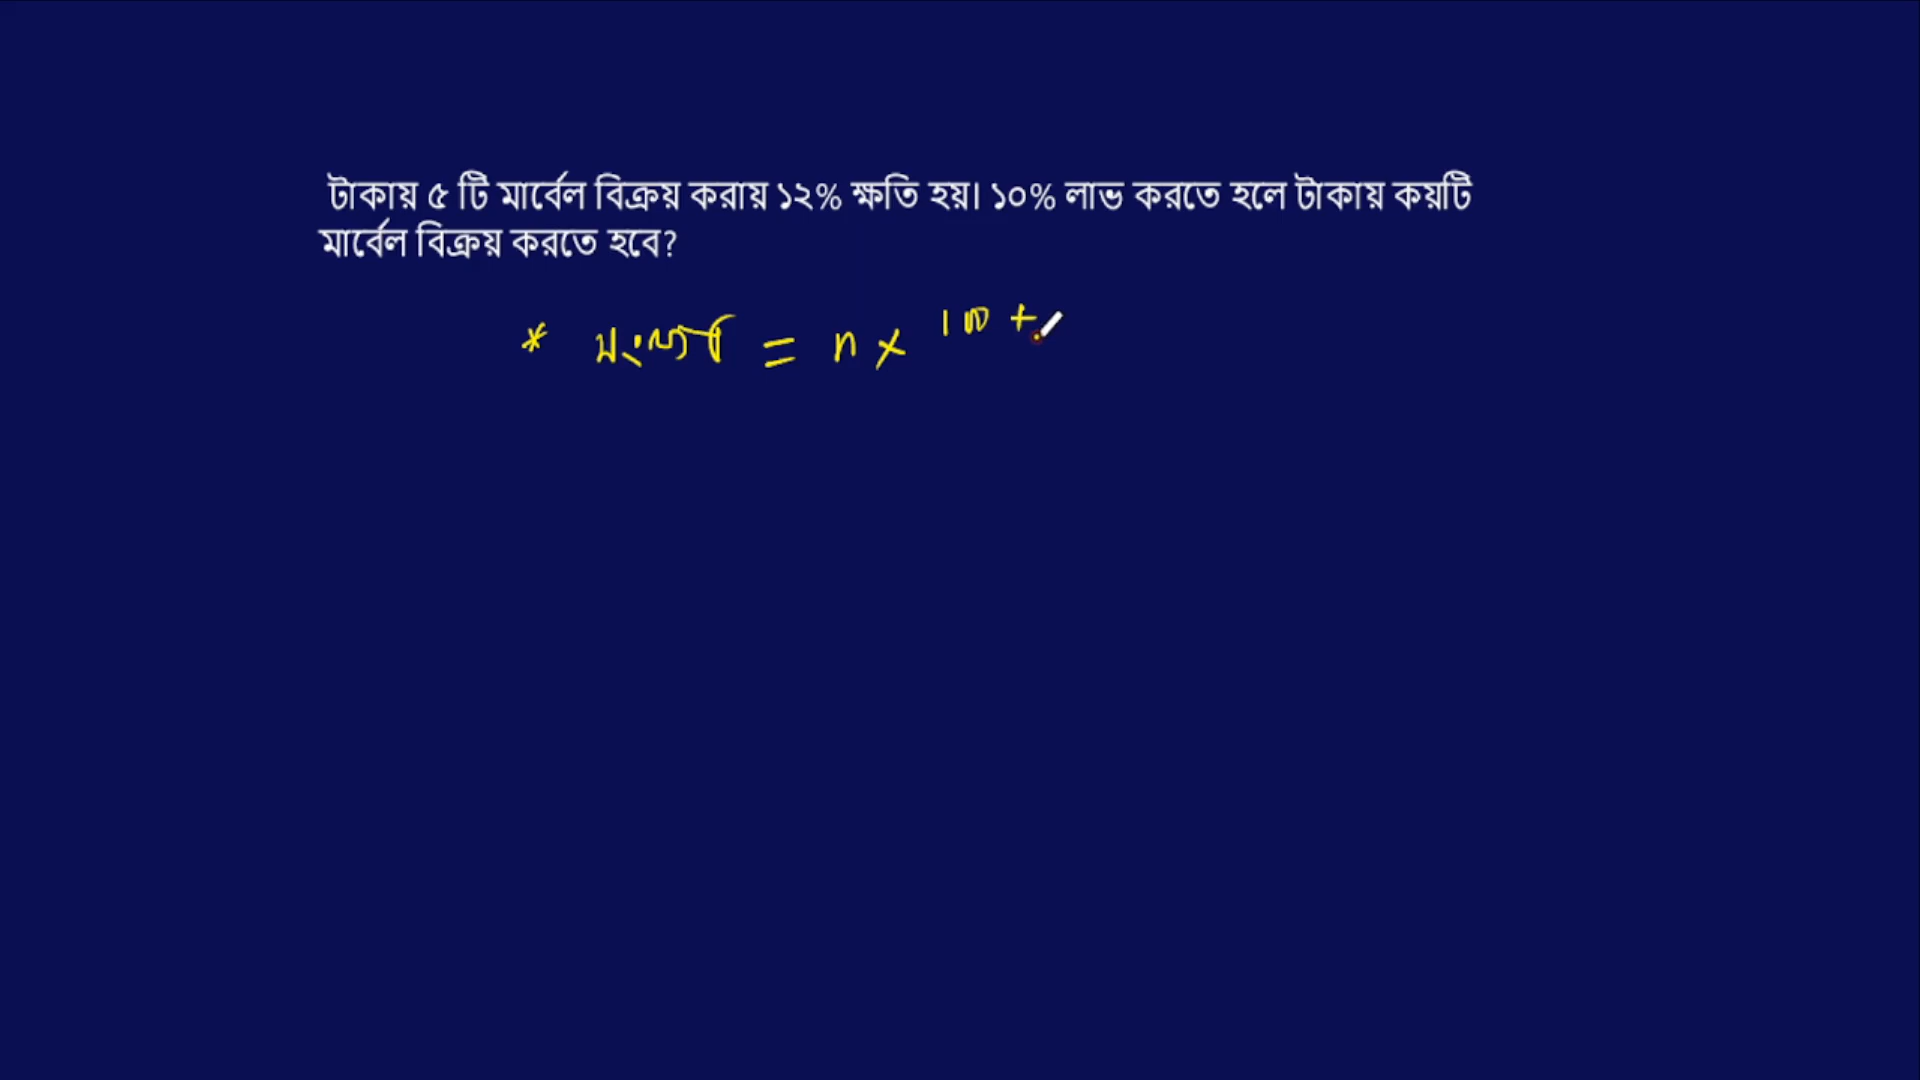 টাকায় ৫ টি মার্বেল বিক্রয় করায় ১২% ক্ষতি হয়। ১০% লাভ করতে হলে টাকায় কয়টি
মার্বেল বিক্রয় করতে হবে?
* = n × 100 +